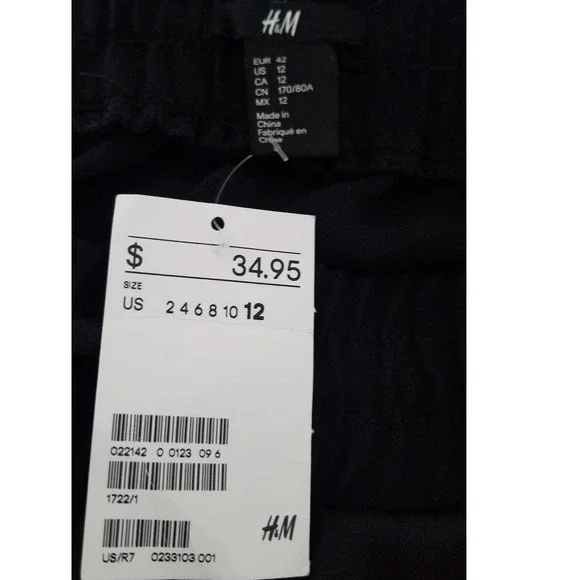 H&M
EUR 42
US 12
CA 12
CN 170/80A
MX 12
Made in
China
Fabriqué en
Chine
$ 34.95
SIZE
US 2 4 6 8 10 12
022142 0 0123 09 6
1722/1
H&M
US/R7 0233103 001